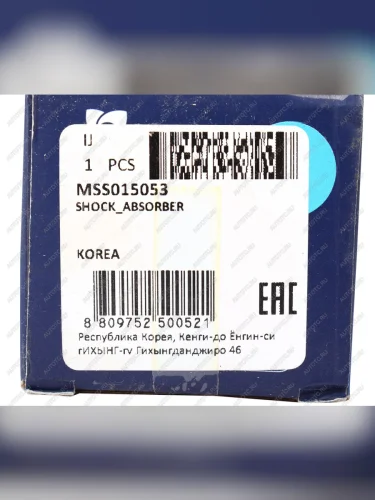 IJ
1 PCS
MSS015053
SHOCK_ABSORBER
KOREA
EAC
8 809752 500521
Республика Корея, Кенги-до Ёнгин-си
гИХЫНГ-гv Гихынгданджиро 46